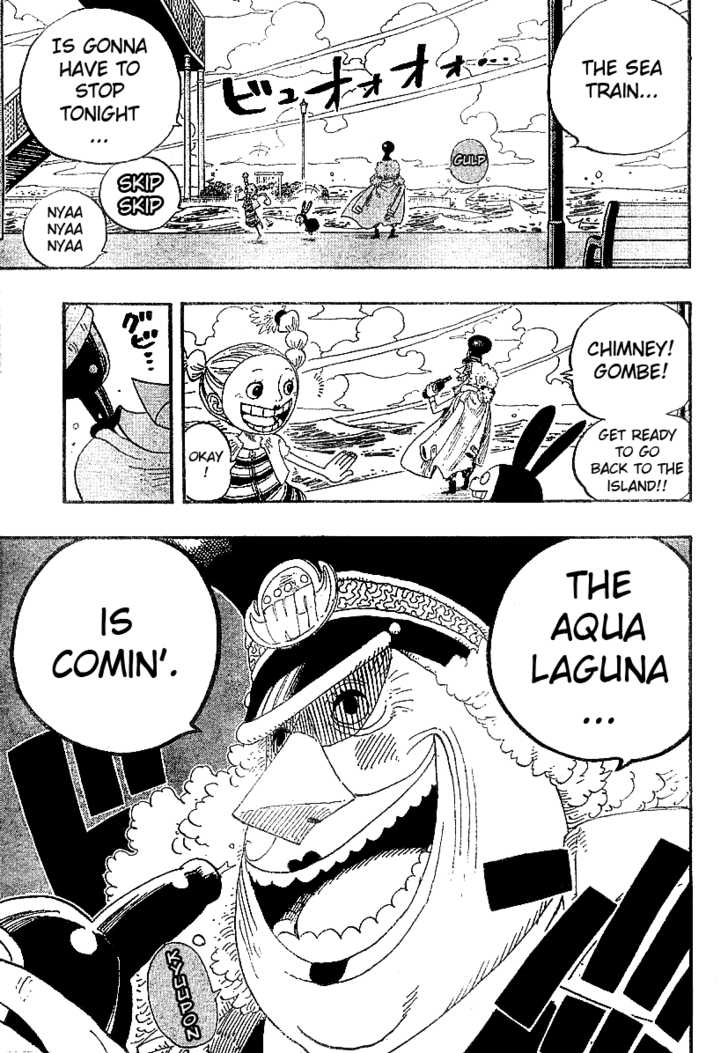 THE SEA
TRAIN...
GULP
ビュオォオォ...
IS GONNA
HAVE TO
STOP
TONIGHT
...
SKIP
SKIP
NYAA
NYAA
NYAA
CHIMNEY!
GOMBE!
GET READY
TO GO
BACK TO THE
ISLAND!!
OKAY
!
グビ...
THE
AQUA
LAGUNA
...
IS
COMIN'.